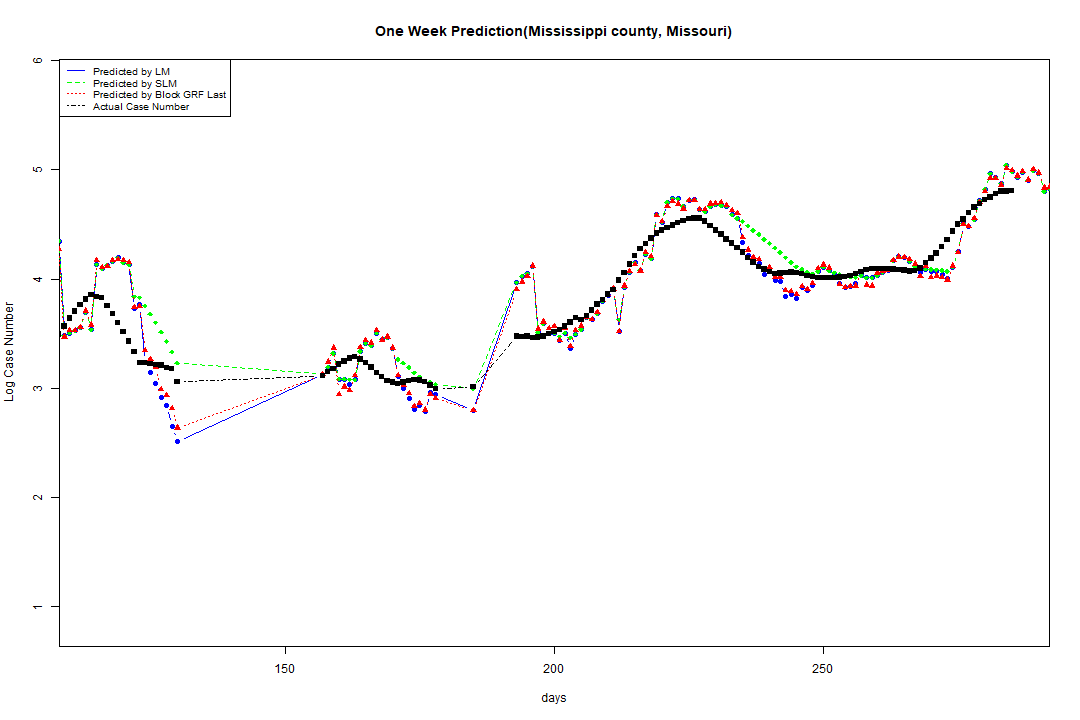 One Week Prediction(Mississippi county, Missouri)
Predicted by LM
Predicted by SLM
Predicted by Block GRF Last
Actual Case Number
6
5
4
3
2
1
Log Case Number
150
200
250
days